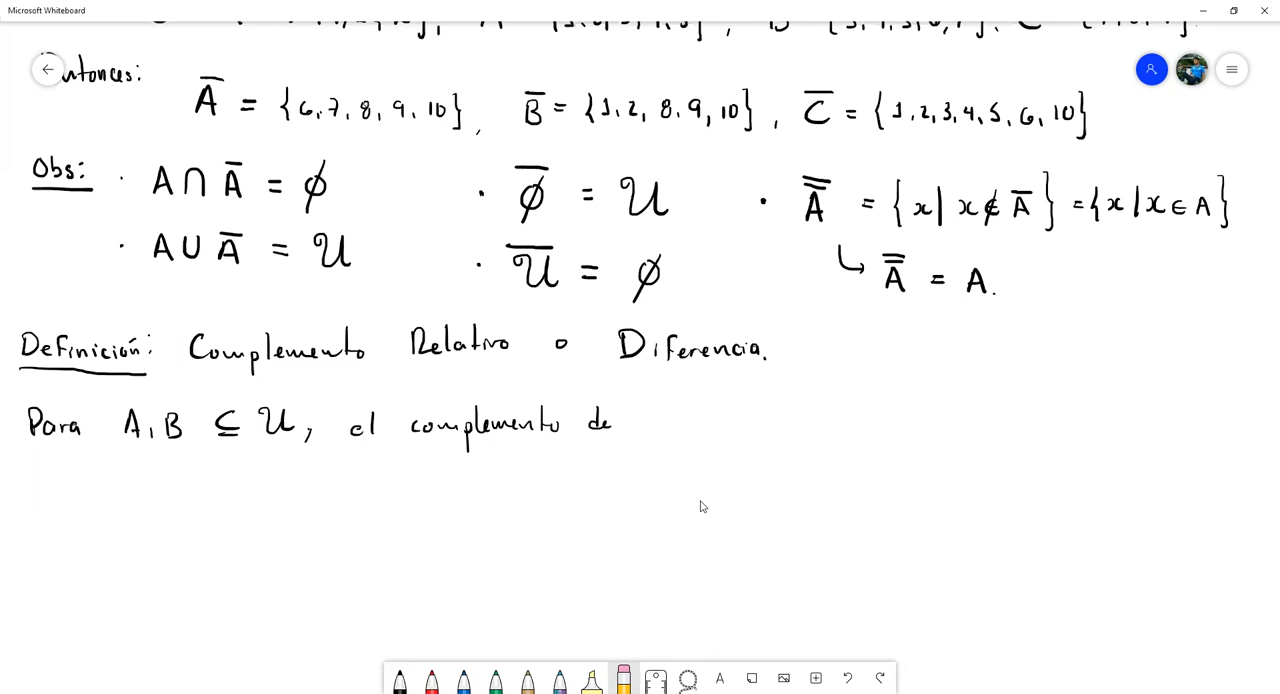 Microsoft Whiteboard
A̅ = {6, 7, 8, 9, 10}, B̅ = {1, 2, 8, 9, 10}, C̅ = {1, 2, 3, 4, 5, 6, 10}
Obs: · A ∩ A̅ = ∅ · ∅̅ = U · A̿ = {x | x ∉ A̅} = {x | x ∈ A}
· A ∪ A̅ = U · U̅ = ∅ ↳ A̿ = A.
Definición: Complemento Relativo o Diferencia.
Para A, B ⊆ U, el complemento de